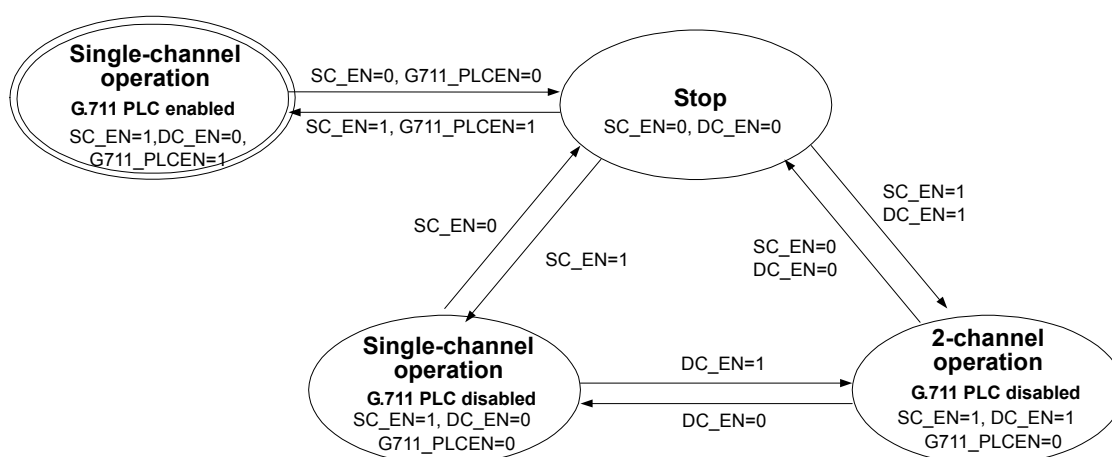 Single-channel
operation
G.711 PLC enabled
SC_EN=1,DC_EN=0,
G711_PLCEN=1
SC_EN=0, G711_PLCEN=0
SC_EN=1, G711_PLCEN=1
Stop
SC_EN=0, DC_EN=0
SC_EN=0
SC_EN=1
SC_EN=1
DC_EN=1
SC_EN=0
DC_EN=0
Single-channel
operation
G.711 PLC disabled
SC_EN=1, DC_EN=0
G711_PLCEN=0
DC_EN=1
DC_EN=0
2-channel
operation
G.711 PLC disabled
SC_EN=1, DC_EN=1
G711_PLCEN=0